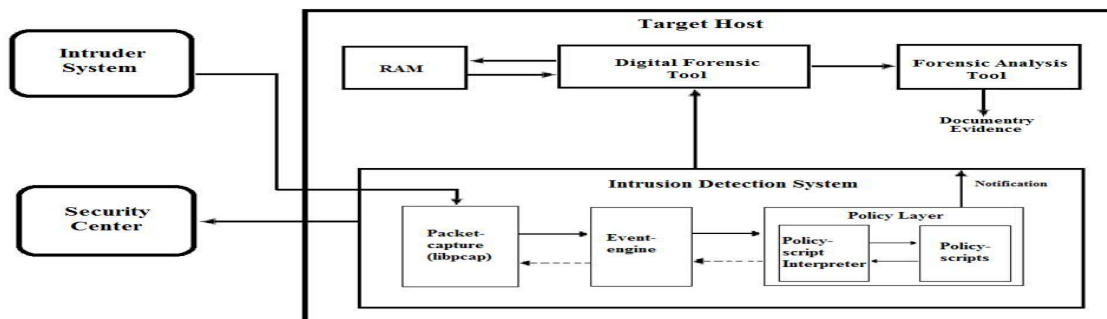 Target Host
Intruder
System
RAM
Digital Forensic
Tool
Forensic Analysis
Tool
Documentry
Evidence
Intrusion Detection System
Notification
Security
Center
Packet-
capture
(libpcap)
Event-
engine
Policy Layer
Policy-
script
Interpreter
Policy-
scripts